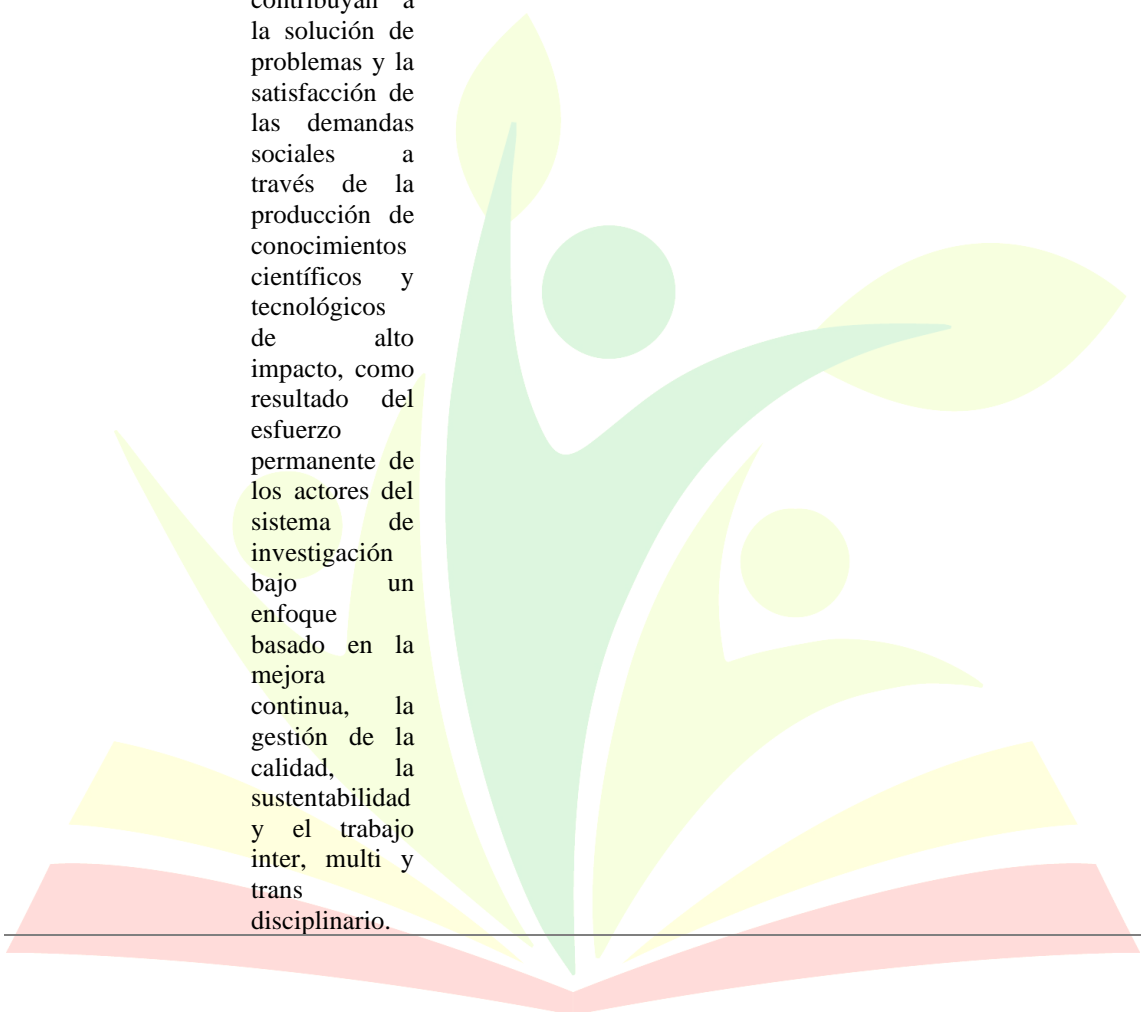 contribuyan a
la solución de
problemas y la
satisfacción de
las demandas
sociales a
través de la
producción de
conocimientos
científicos y
tecnológicos
de alto
impacto, como
resultado del
esfuerzo
permanente de
los actores del
sistema de
investigación
bajo un
enfoque
basado en la
mejora
continua, la
gestión de la
calidad, la
sustentabilidad
y el trabajo
inter, multi y
trans
disciplinario.